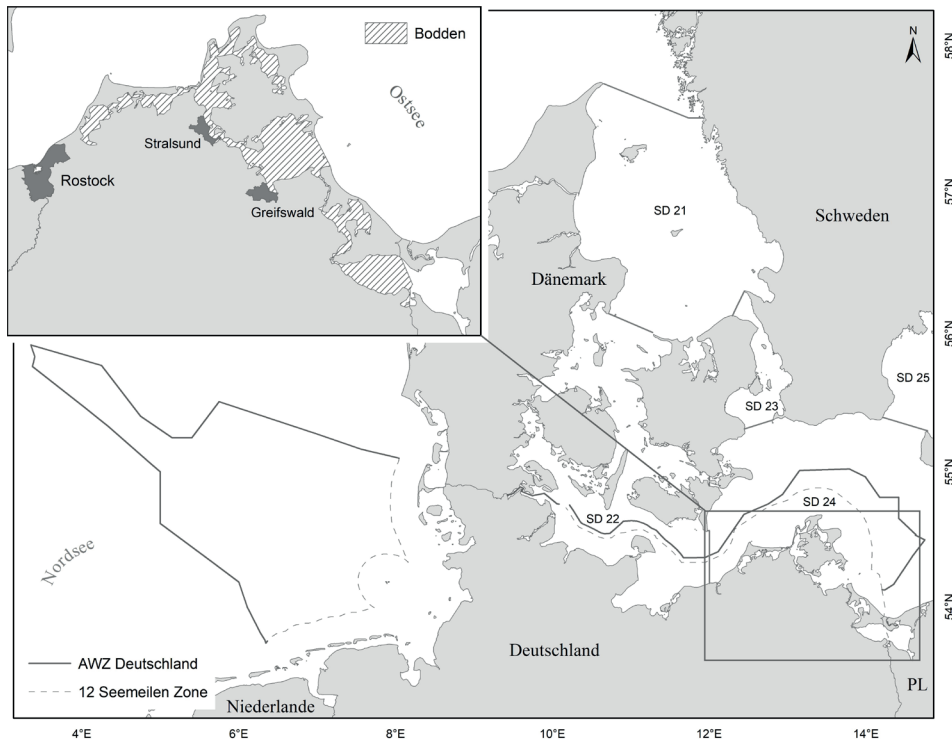 Bodden
Ostsee
Stralsund
Rostock
Greifswald
N
58°N
57°N
56°N
55°N
54°N
SD 21
Schweden
Dänemark
SD 25
SD 23
SD 24
SD 22
Nordsee
Deutschland
AWZ Deutschland
12 Seemeilen Zone
Niederlande
PL
4°E
6°E
8°E
10°E
12°E
14°E